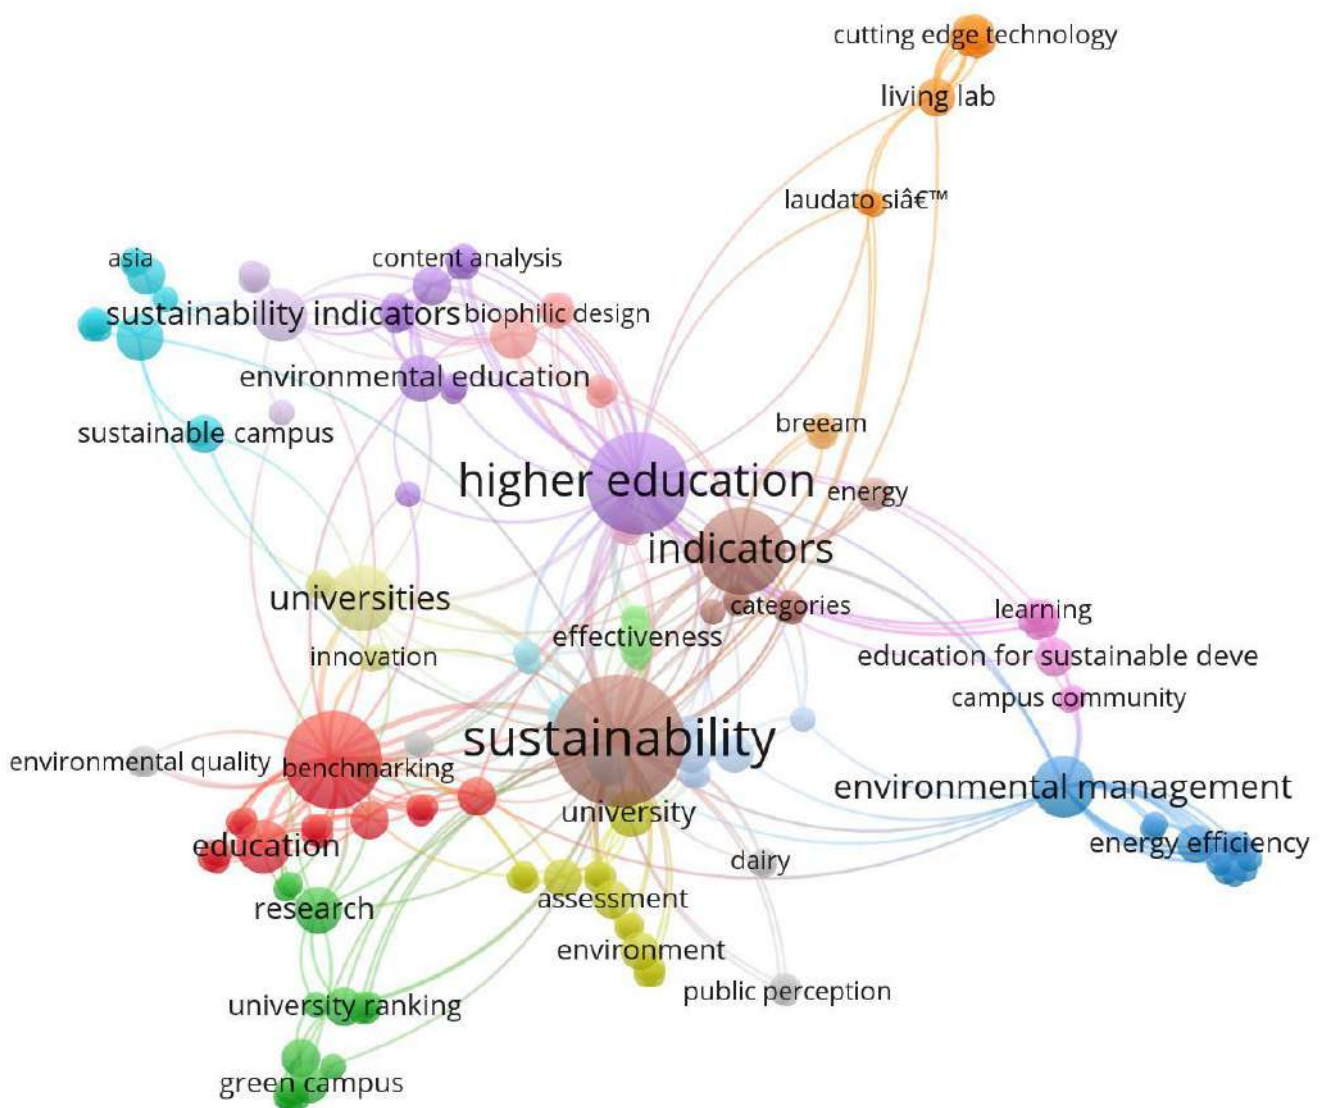 cutting edge technology
living lab
laudato siâ€™
asia
content analysis
sustainability indicators
biophilic design
environmental education
breeam
sustainable campus
higher education
energy
indicators
universities
categories
learning
effectiveness
innovation
education for sustainable deve
campus community
sustainability
environmental quality
benchmarking
environmental management
university
education
energy efficiency
dairy
assessment
research
environment
public perception
university ranking
green campus